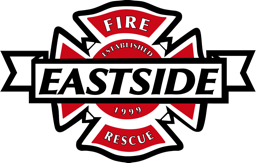 FIRE
ESTABLISHED
EASTSIDE
1999
RESCUE